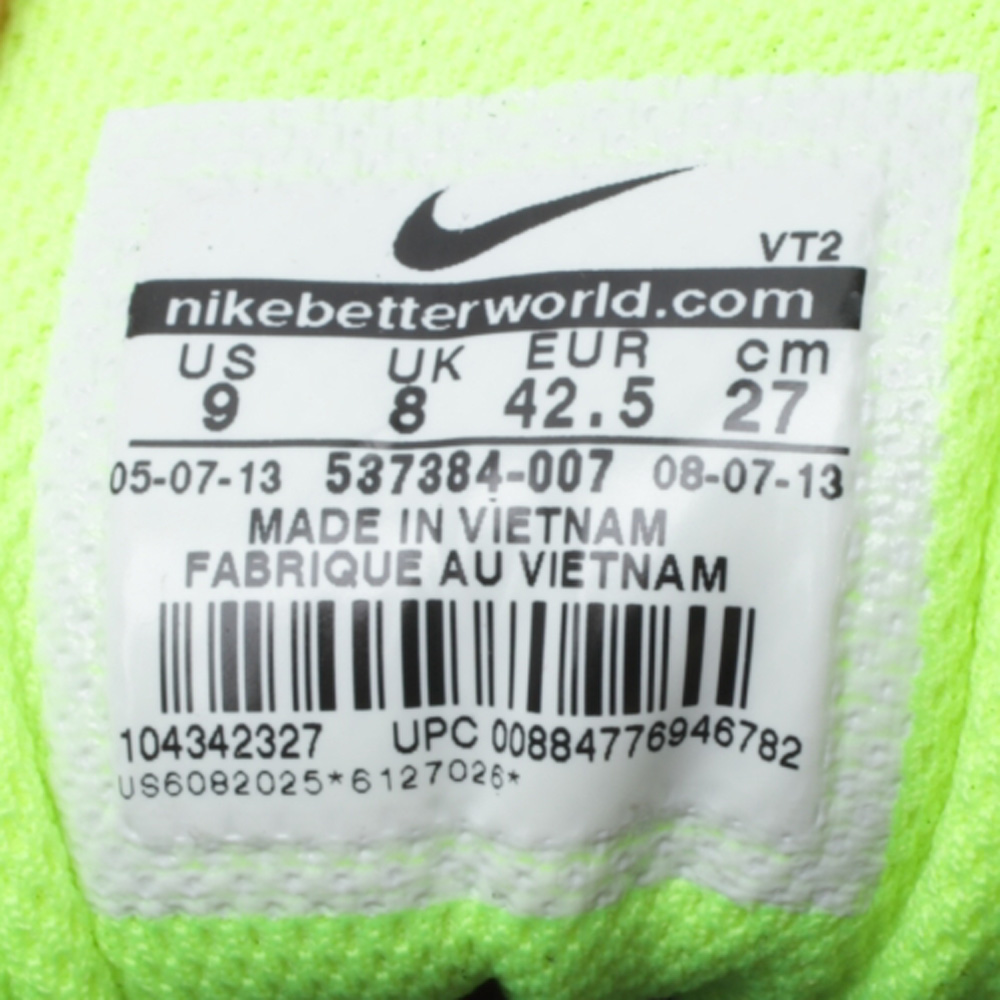 VT2
nikebetterworld.com
US UK EUR cm
9 8 42.5 27
05-07-13 537384-007 08-07-13
MADE IN VIETNAM
FABRIQUE AU VIETNAM
104342327 UPC 00884776946782
US6082025*6127026*